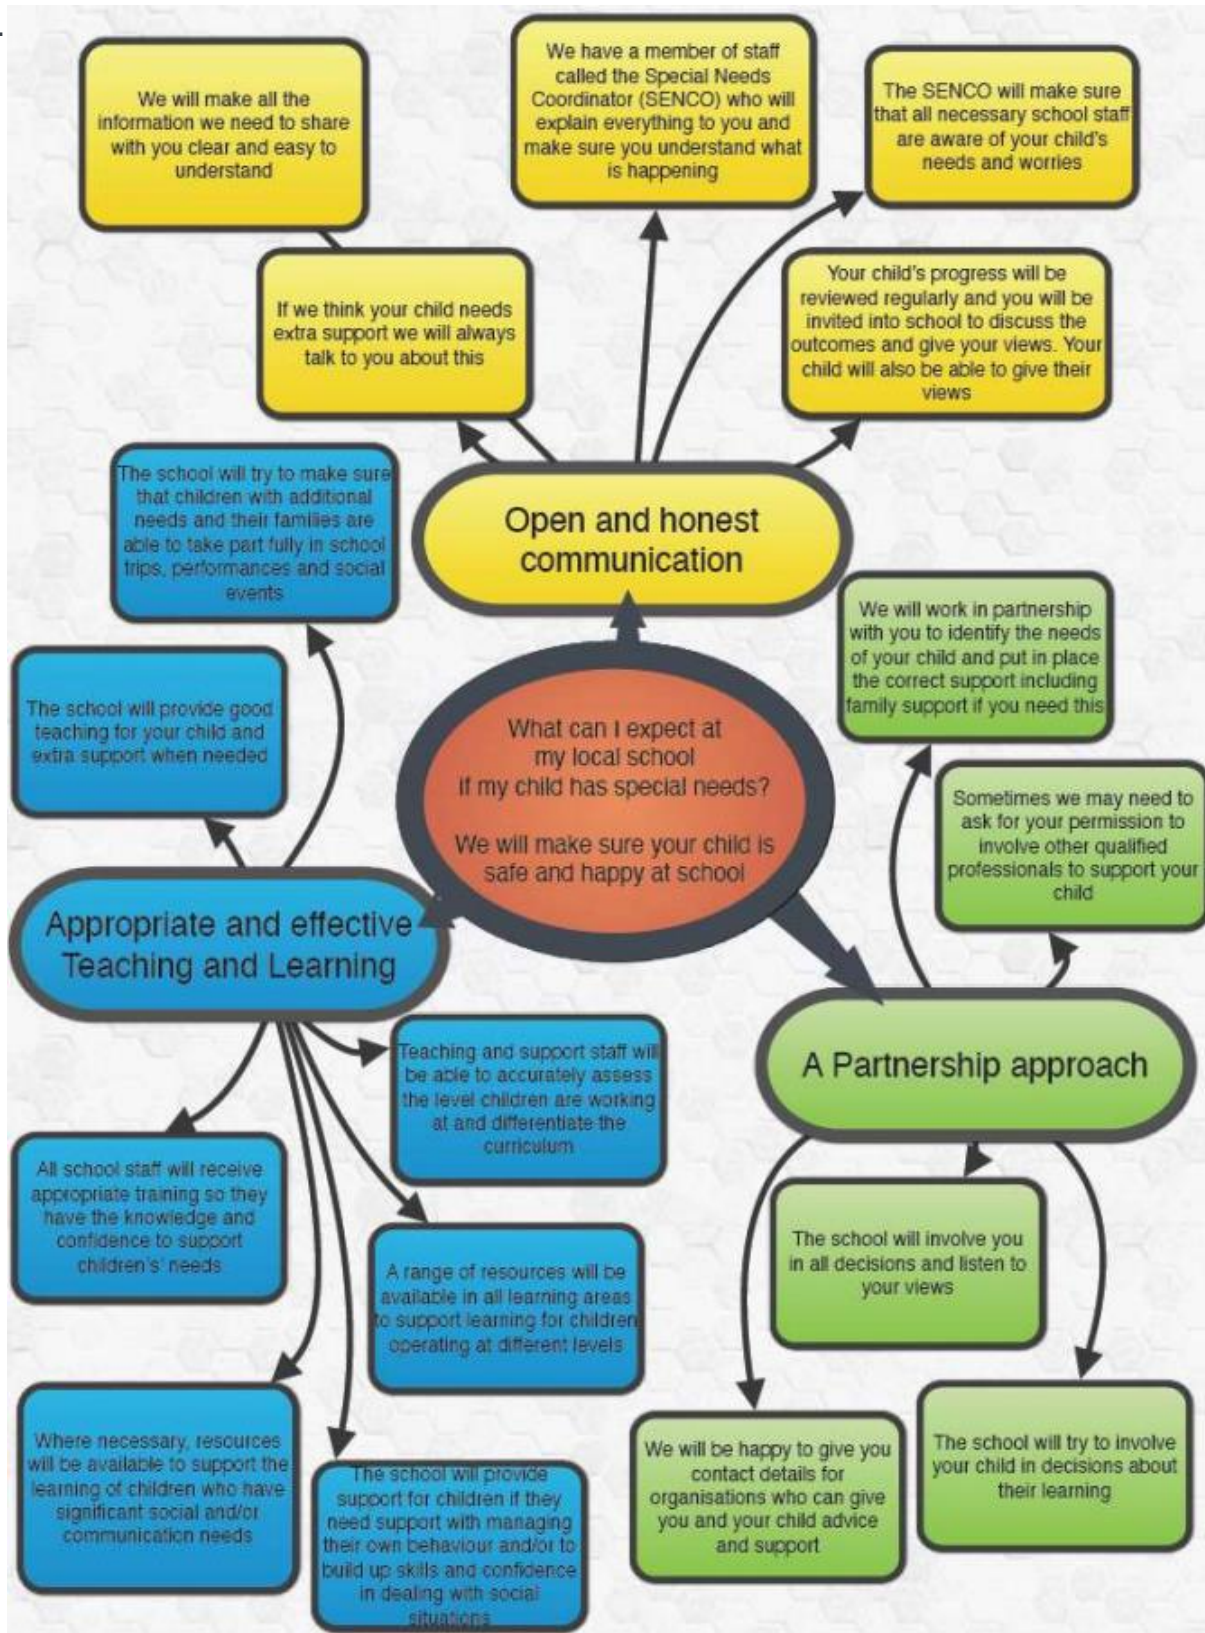 We will make all the
information we need to share
with you clear and easy to
understand
We have a member of staff
called the Special Needs
Coordinator (SENCO) who will
explain everything to you and
make sure you understand what
is happening
The SENCO will make sure
that all necessary school staff
are aware of your child's
needs and worries
If we think your child needs
extra support we will always
talk to you about this
Your child's progress will be
reviewed regularly and you will be
invited into school to discuss the
outcomes and give your views. Your
child will also be able to give their
views
Open and honest
communication
The school will try to make sure
that children with additional
needs and their families are
able to take part fully in school
trips, performances and social
events
The school will provide good
teaching for your child and
extra support when needed
What can I expect at
my local school
if my child has special needs?
We will make sure your child is
safe and happy at school
We will work in partnership
with you to identify the needs
of your child and put in place
the correct support including
family support if you need this
Sometimes we may need to
ask for your permission to
involve other qualified
professionals to support your
child
Appropriate and effective
Teaching and Learning
A Partnership approach
Teaching and support staff will
be able to accurately assess
the level children are working
at and differentiate the
curriculum
All school staff will receive
appropriate training so they
have the knowledge and
confidence to support
children's' needs
A range of resources will be
available in all learning areas
to support learning for children
operating at different levels
Where necessary, resources
will be available to support the
learning of children who have
significant social and/or
communication needs
The school will provide
support for children if they
need support with managing
their own behaviour and/or to
build up skills and confidence
in dealing with social
situations
The school will involve you
in all decisions and listen to
your views
We will be happy to give you
contact details for
organisations who can give
you and your child advice
and support
The school will try to involve
your child in decisions about
their learning